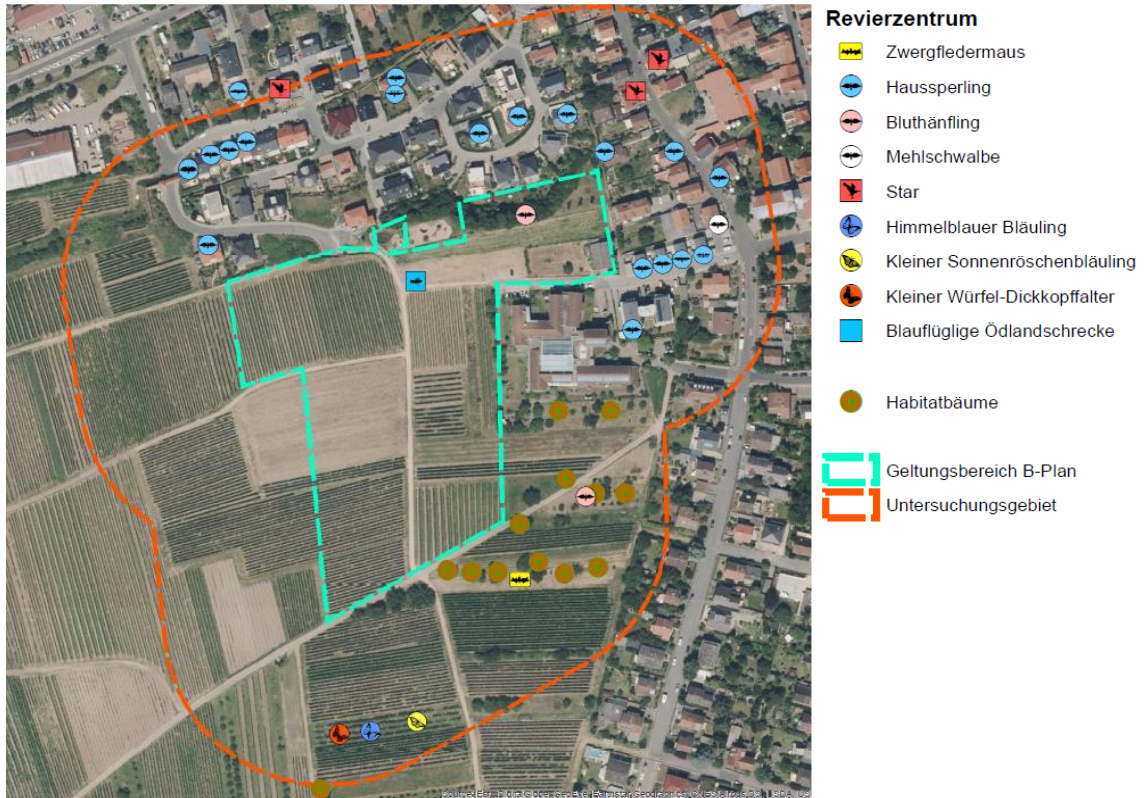 Revierzentrum
Zwergfledermaus
Haussperling
Bluthänfling
Mehlschwalbe
Star
Himmelblauer Bläuling
Kleiner Sonnenröschenbläuling
Kleiner Würfel-Dickkopffalter
Blauflüglige Ödlandschrecke
Habitatbäume
Geltungsbereich B-Plan
Untersuchungsgebiet